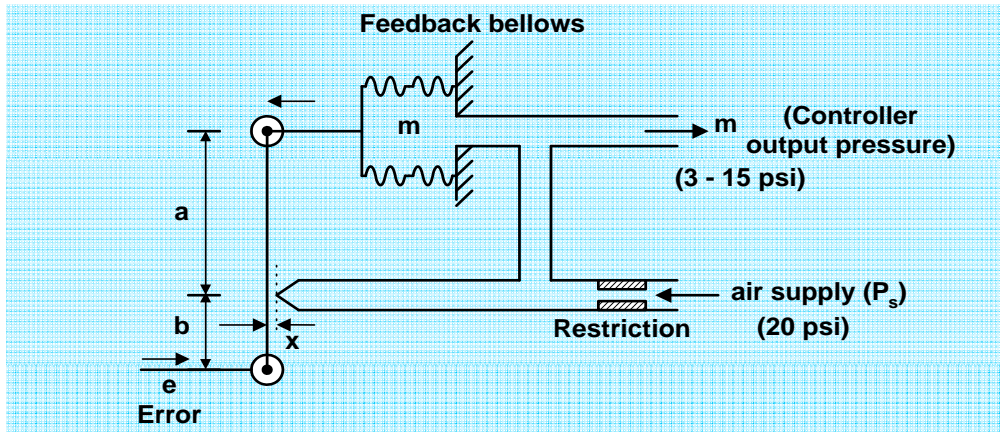 Feedback bellows
m
m
(Controller
output pressure)
(3 - 15 psi)
a
b
x
e
Error
air supply (Ps)
(20 psi)
Restriction